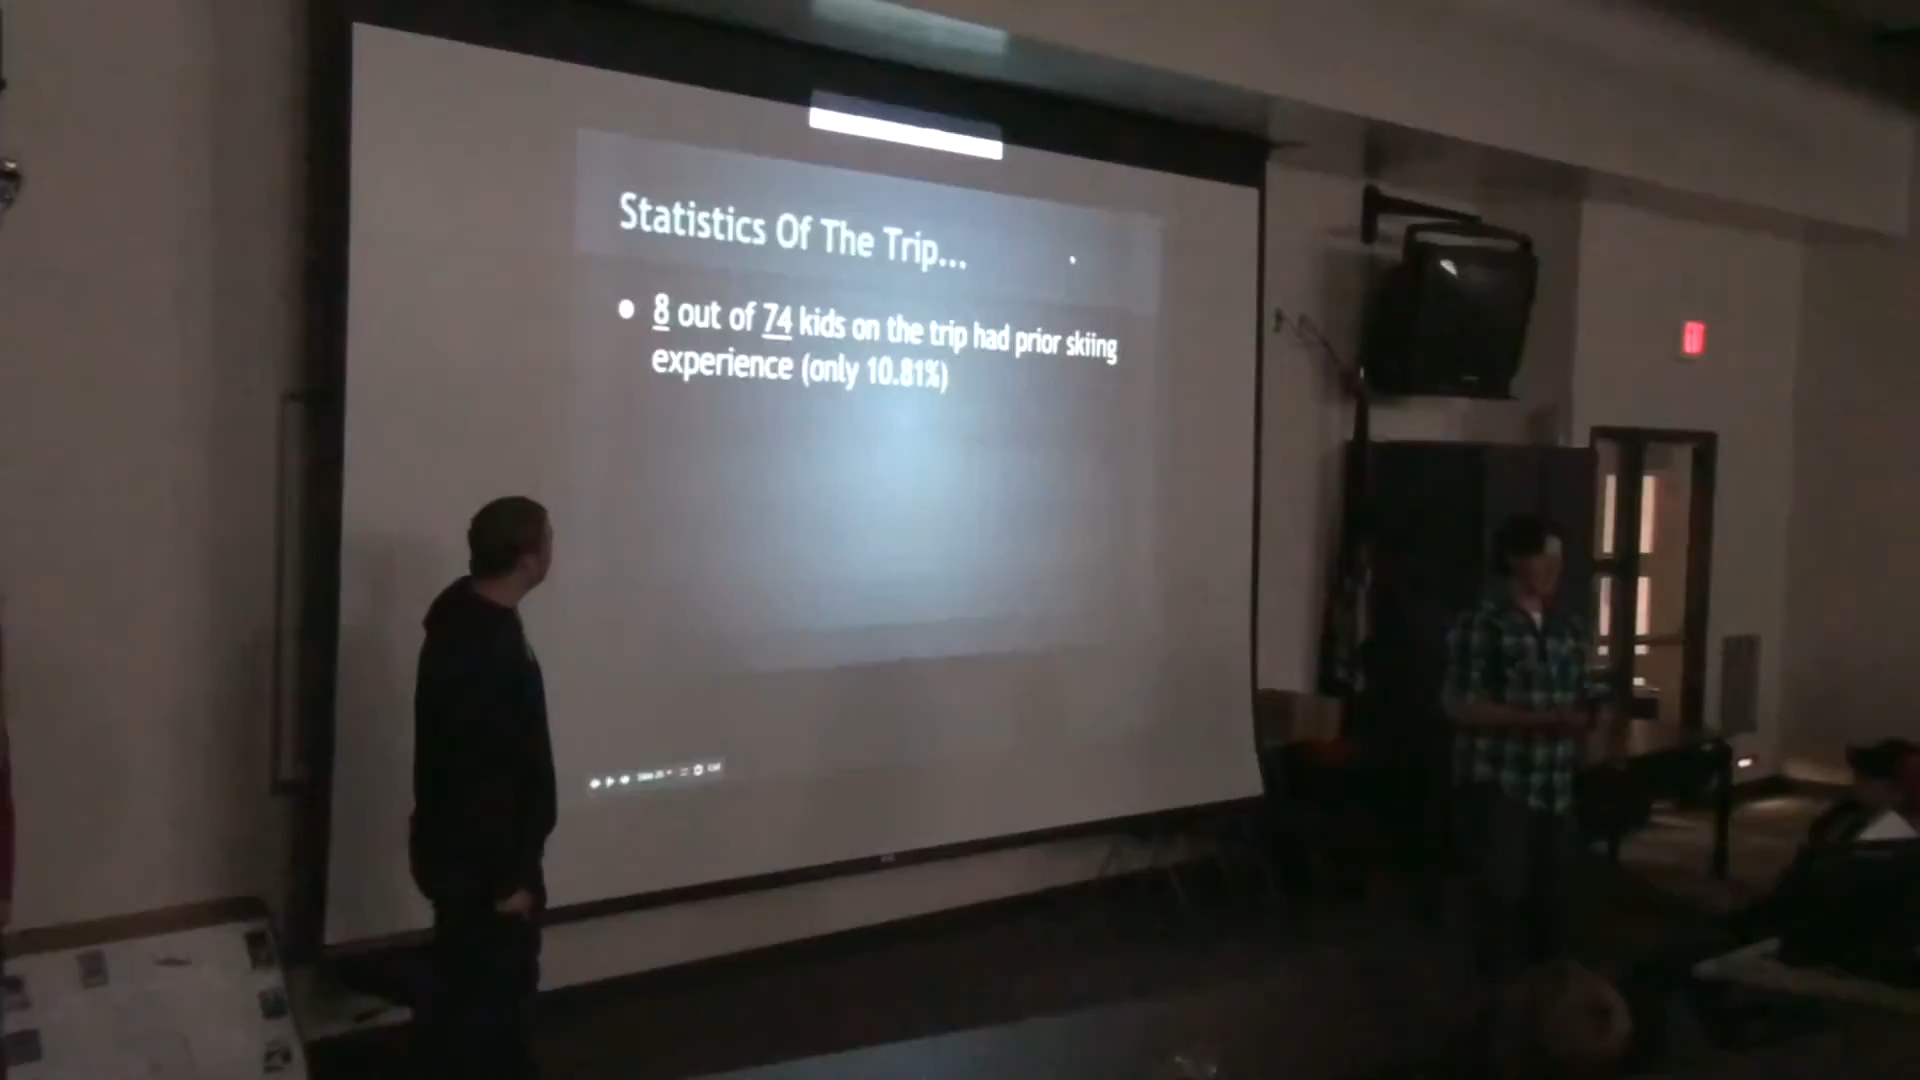 Statistics Of The Trip...
● 8 out of 74 kids on the trip had prior skiing
experience (only 10.81%)